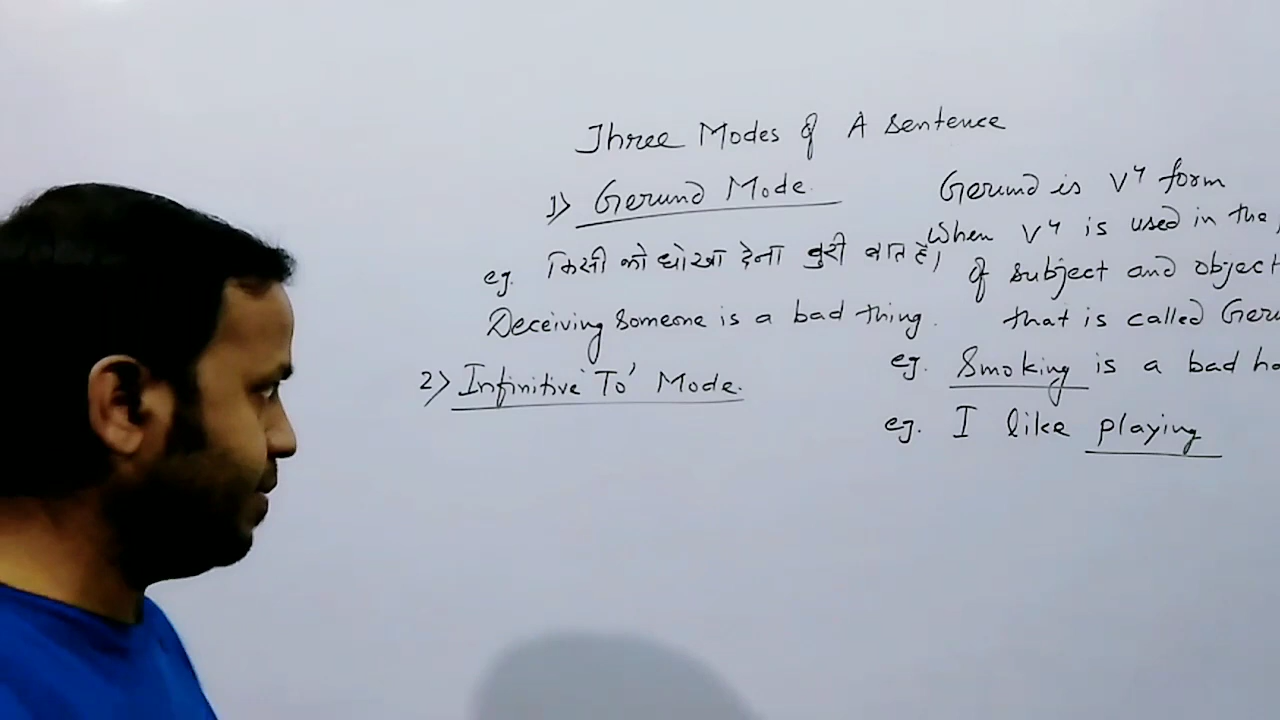 Three Modes of A Sentence
1) Gerund Mode.
eg. किसी को धोखा देना बुरी बात है।
Deceiving someone is a bad thing.
2) Infinitive 'To' Mode.
Gerund is V4 form
When V4 is used in the
of subject and object
that is called
eg. Smoking is a bad
eg. I like playing